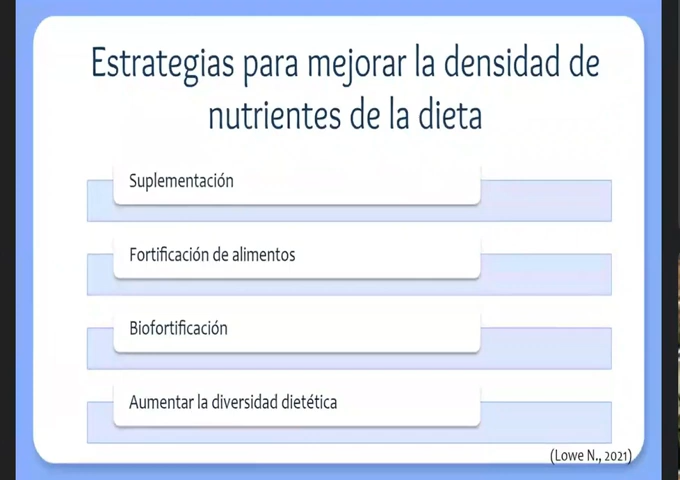 Estrategias para mejorar la densidad de
nutrientes de la dieta
Suplementación
Fortificación de alimentos
Biofortificación
Aumentar la diversidad dietética
(Lowe N., 2021)